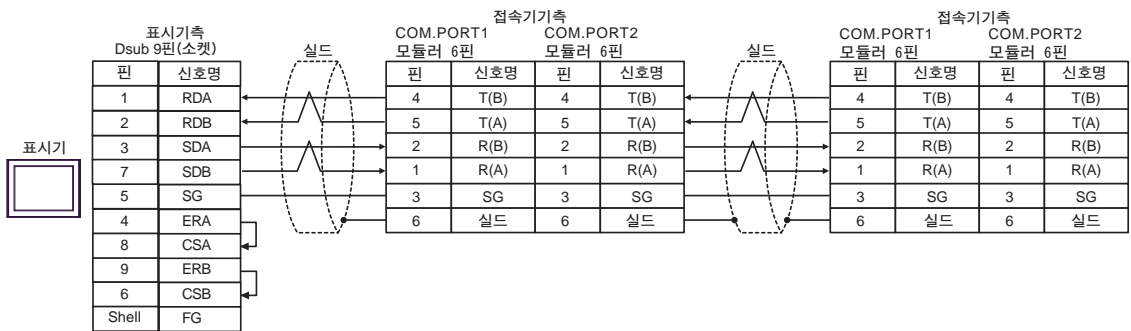 표시기
표시기측
Dsub 9핀(소켓)
핀 신호명
1 RDA
2 RDB
3 SDA
7 SDB
5 SG
4 ERA
8 CSA
9 ERB
6 CSB
Shell FG
실드
접속기기측
COM.PORT1 COM.PORT2
모듈러 6핀 모듈러 6핀
핀 신호명 핀 신호명
4 T(B) 4 T(B)
5 T(A) 5 T(A)
2 R(B) 2 R(B)
1 R(A) 1 R(A)
3 SG 3 SG
6 실드 6 실드
실드
접속기기측
COM.PORT1 COM.PORT2
모듈러 6핀 모듈러 6핀
핀 신호명 핀 신호명
4 T(B) 4 T(B)
5 T(A) 5 T(A)
2 R(B) 2 R(B)
1 R(A) 1 R(A)
3 SG 3 SG
6 실드 6 실드